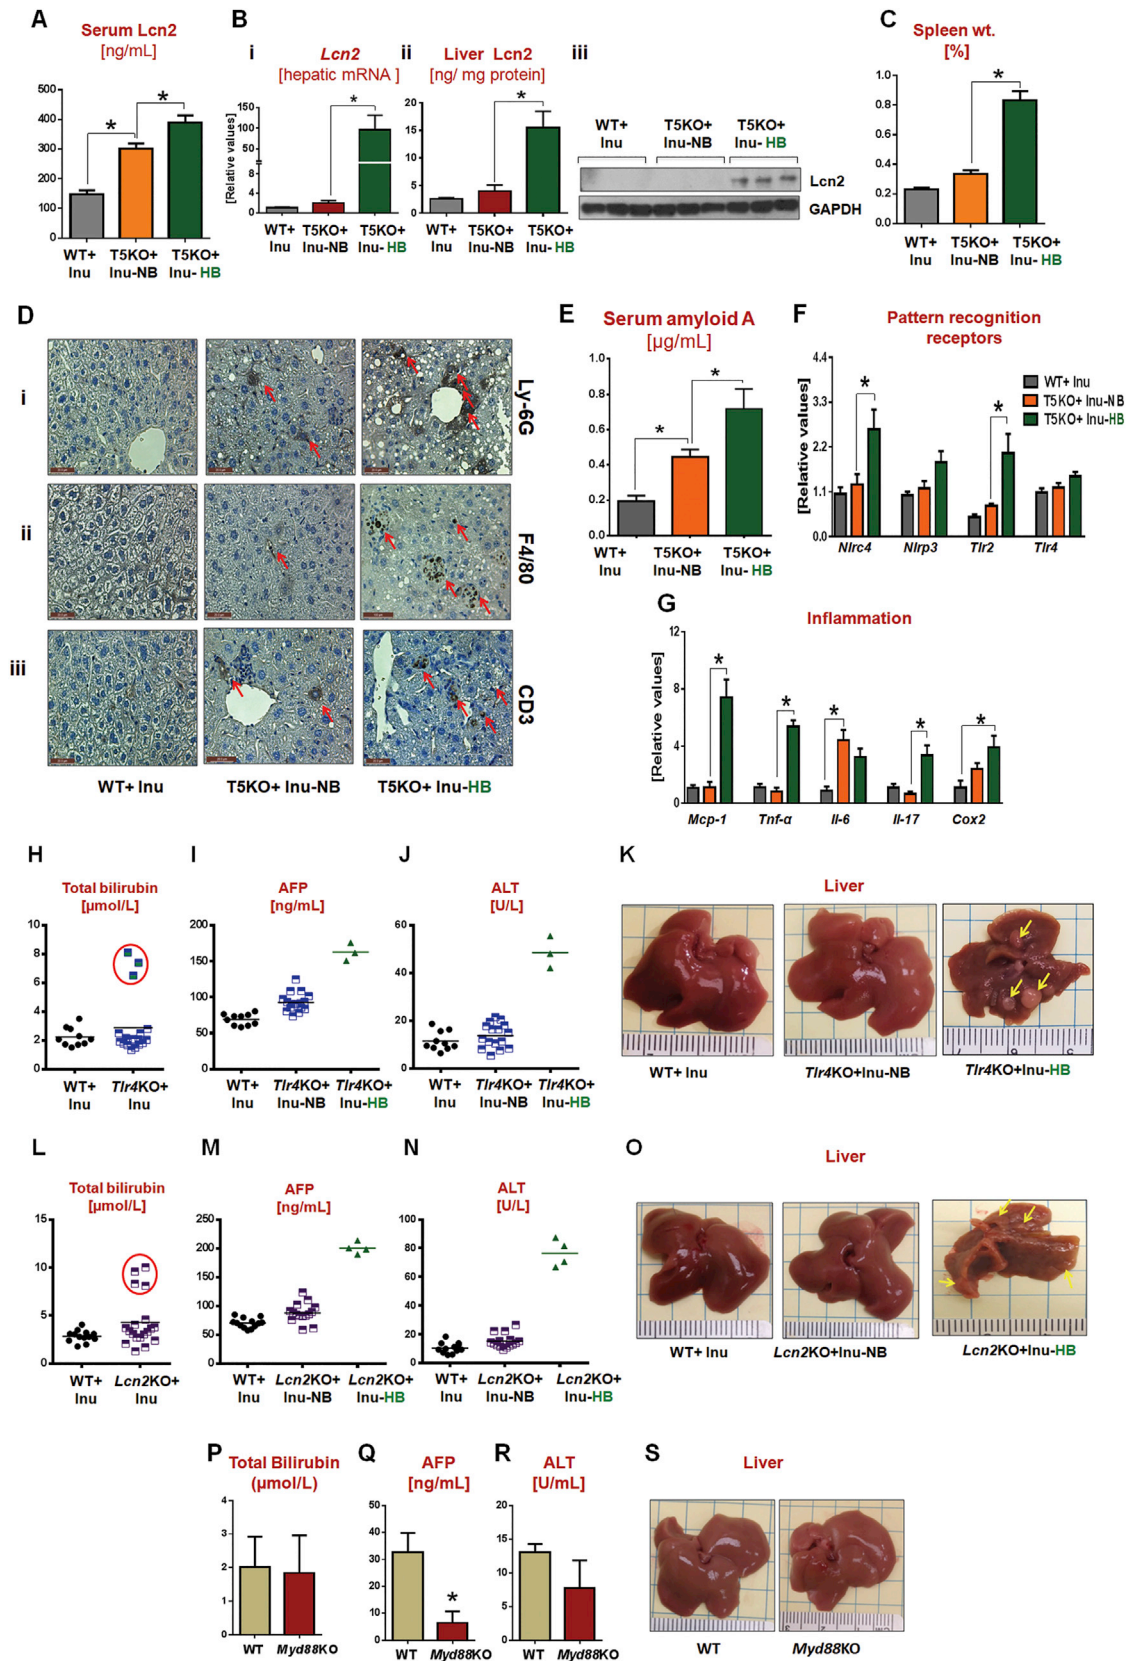 A
Serum Lcn2
[ng/mL]
500
400
300
200
100
0
*
*
WT+
Inu
T5KO+
Inu-NB
T5KO+
Inu- HB
B
i
Lcn2
[hepatic mRNA ]
[Relative values]
150
125
100
75
50
8
4
0
*
WT+
Inu
T5KO+
Inu-NB
T5KO+
Inu- HB
ii
Liver Lcn2
[ng/ mg protein]
20
15
10
5
0
*
WT+
Inu
T5KO+
Inu-NB
T5KO+
Inu- HB
iii
WT+
Inu
T5KO+
Inu-NB
T5KO+
Inu- HB
Lcn2
GAPDH
C
Spleen wt.
[%]
1.0
0.8
0.6
0.4
0.2
0.0
*
WT+
Inu
T5KO+
Inu-NB
T5KO+
Inu- HB
D
i
Ly-6G
ii
F4/80
iii
CD3
WT+ Inu
T5KO+ Inu-NB
T5KO+ Inu-HB
E
Serum amyloid A
[µg/mL]
0.8
0.6
0.4
0.2
0.0
*
*
WT+
Inu
T5KO+
Inu-NB
T5KO+
Inu- HB
F
Pattern recognition
receptors
[Relative values]
4.4
3.3
2.2
1.1
0.0
*
*
WT+ Inu
T5KO+ Inu-NB
T5KO+ Inu-HB
Nlrc4
Nlrp3
Tlr2
Tlr4
G
Inflammation
[Relative values]
12
8
4
0
*
*
*
*
*
Mcp-1
Tnf-α
Il-6
Il-17
Cox2
H
Total bilirubin
[µmol/L]
10
8
6
4
2
0
WT+
Inu
Tlr4KO+
Inu
I
AFP
[ng/mL]
200
150
100
50
0
WT+
Inu
Tlr4KO+
Inu-NB
Tlr4KO+
Inu-HB
J
ALT
[U/L]
60
40
20
0
WT+
Inu
Tlr4KO+
Inu-NB
Tlr4KO+
Inu-HB
K
Liver
WT+ Inu
Tlr4KO+Inu-NB
Tlr4KO+Inu-HB
L
Total bilirubin
[µmol/L]
15
10
5
0
WT+
Inu
Lcn2KO+
Inu
M
AFP
[ng/mL]
250
200
150
100
50
0
WT+
Inu
Lcn2KO+
Inu-NB
Lcn2KO+
Inu-HB
N
ALT
[U/L]
100
80
60
40
20
0
WT+
Inu
Lcn2KO+
Inu-NB
Lcn2KO+
Inu-HB
O
Liver
WT+ Inu
Lcn2KO+Inu-NB
Lcn2KO+Inu-HB
P
Total Bilirubin
(µmol/L)
4
3
2
1
0
WT
Myd88KO
Q
AFP
[ng/mL]
50
40
30
20
10
0
*
WT
Myd88KO
R
ALT
[U/mL]
20
15
10
5
0
WT
Myd88KO
S
Liver
WT
Myd88KO